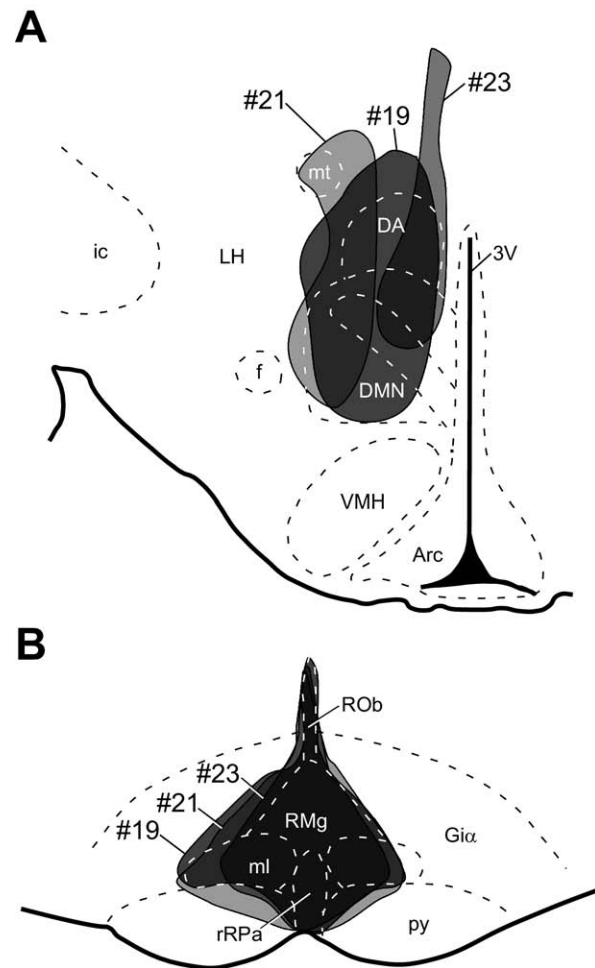 A
#23
#21
#19
mt
DA
3V
ic
LH
f
DMN
VMH
Arc
B
ROb
#23
#21
RMg
#19
Giα
ml
rRPa
py